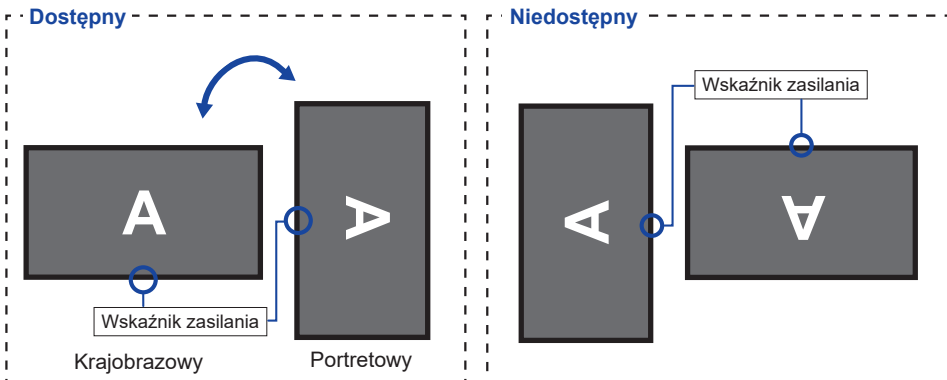 Dostępny
A
A
Wskaźnik zasilania
Krajobrazowy
Portretowy
Niedostępny
Wskaźnik zasilania
A
A